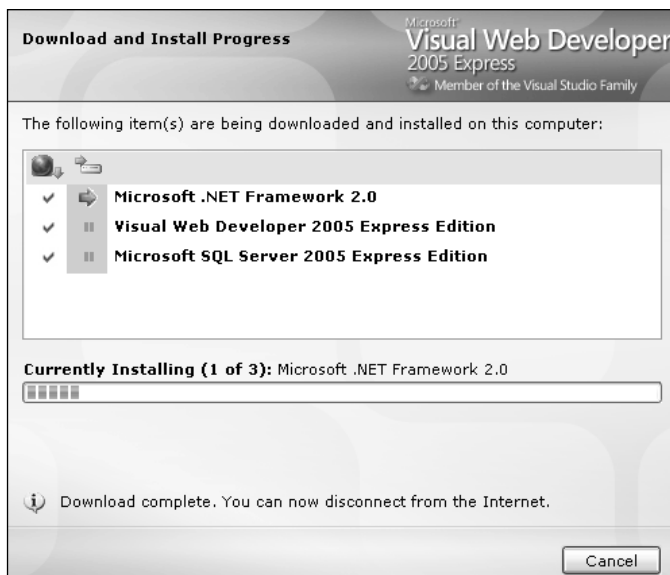 Download and Install Progress
Microsoft
Visual Web Developer
2005 Express
Member of the Visual Studio Family
The following item(s) are being downloaded and installed on this computer:
Microsoft .NET Framework 2.0
Visual Web Developer 2005 Express Edition
Microsoft SQL Server 2005 Express Edition
Currently Installing (1 of 3): Microsoft .NET Framework 2.0
Download complete. You can now disconnect from the Internet.
Cancel